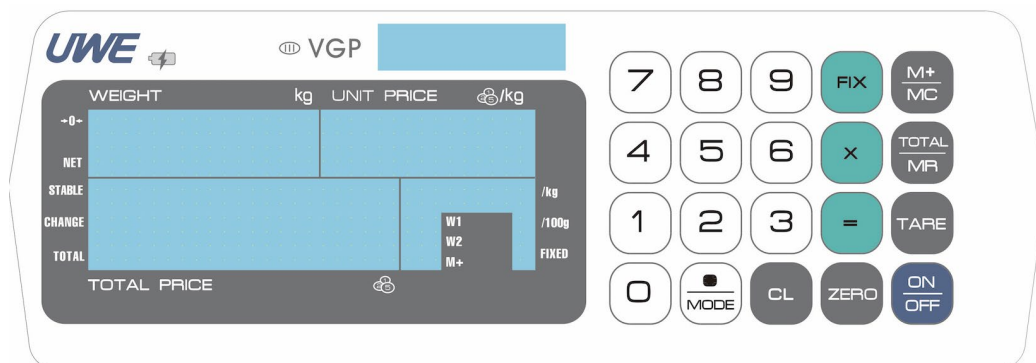 UWE
VGP
WEIGHT kg UNIT PRICE /kg
→0←
NET
STABLE
CHANGE
TOTAL
/kg
/100g
FIXED
W1
W2
M+
TOTAL PRICE
7 8 9 FIX M+
MC
4 5 6 × TOTAL
MR
1 2 3 = TARE
0 MODE CL ZERO ON
OFF